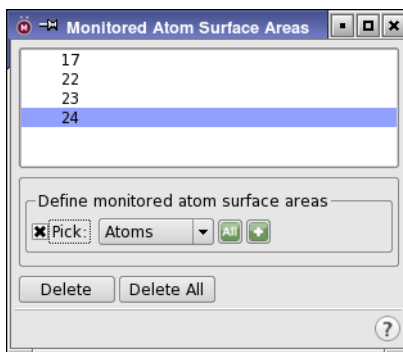 Monitored Atom Surface Areas
17
22
23
24
Define monitored atom surface areas
Pick: Atoms All +
Delete Delete All
?